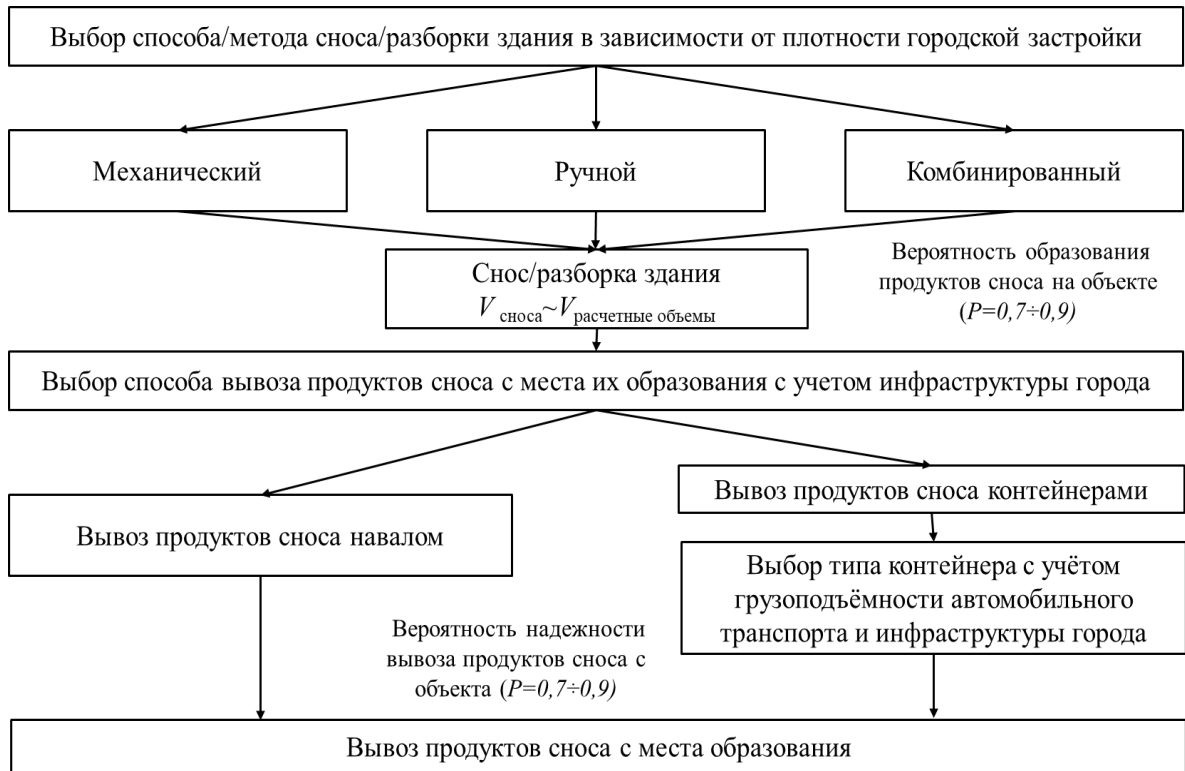 Выбор способа/метода сноса/разборки здания в зависимости от плотности городской застройки
Механический
Ручной
Комбинированный
Снос/разборка здания
V сноса~Vрасчетные объемы
Вероятность образования
продуктов сноса на объекте
(P=0,7÷0,9)
Выбор способа вывоза продуктов сноса с места их образования с учетом инфраструктуры города
Вывоз продуктов сноса навалом
Вывоз продуктов сноса контейнерами
Выбор типа контейнера с учётом
грузоподъёмности автомобильного
транспорта и инфраструктуры города
Вероятность надежности
вывоза продуктов сноса с
объекта (P=0,7÷0,9)
Вывоз продуктов сноса с места образования